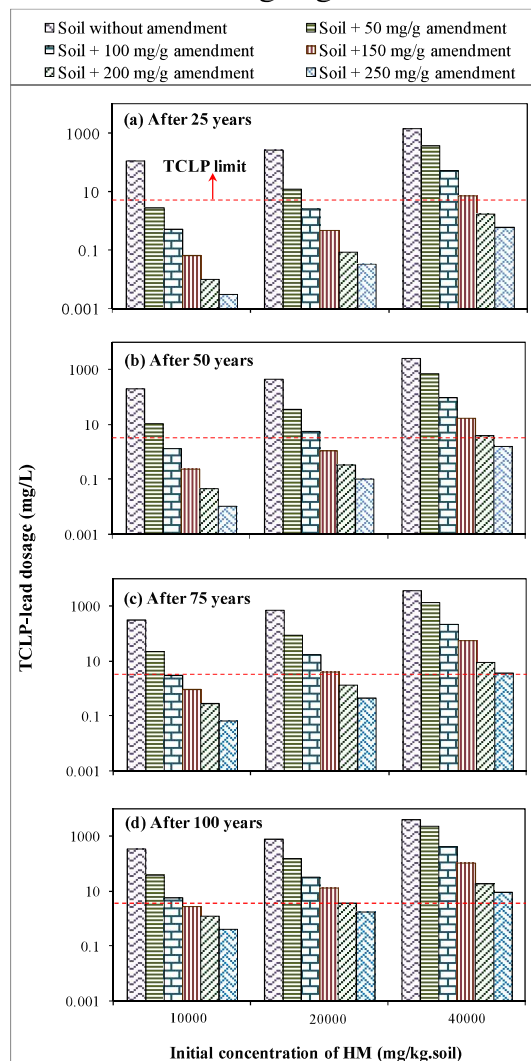 Soil without amendment Soil + 50 mg/g amendment
Soil + 100 mg/g amendment Soil +150 mg/g amendment
Soil + 200 mg/g amendment Soil + 250 mg/g amendment
(a) After 25 years
1000
TCLP limit
10
0.1
0.001
(b) After 50 years
1000
10
0.1
0.001
TCLP-lead dosage (mg/L)
(c) After 75 years
1000
10
0.1
0.001
(d) After 100 years
1000
10
0.1
0.001
10000 20000 40000
Initial concentration of HM (mg/kg.soil)